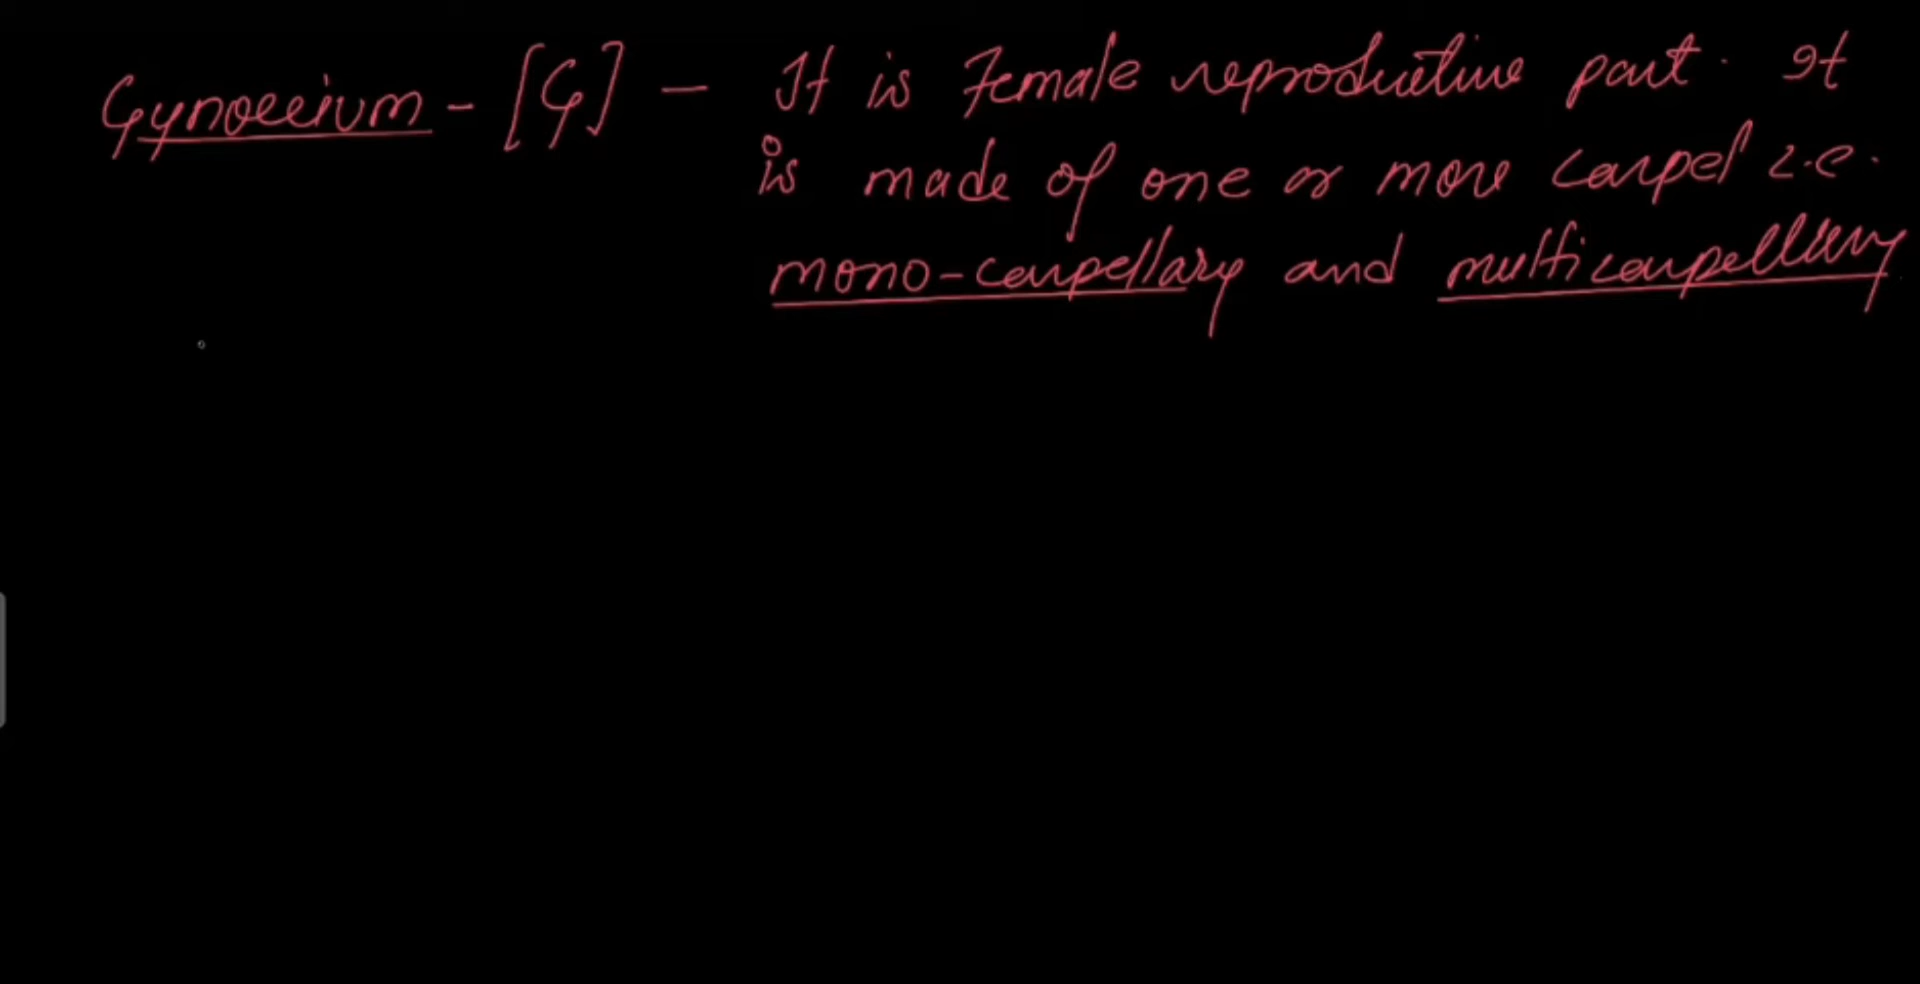 Gynoecium - [G] - It is Female reproductive part. It
is made of one or more carpel i.e.
mono-carpellary and multicarpellary